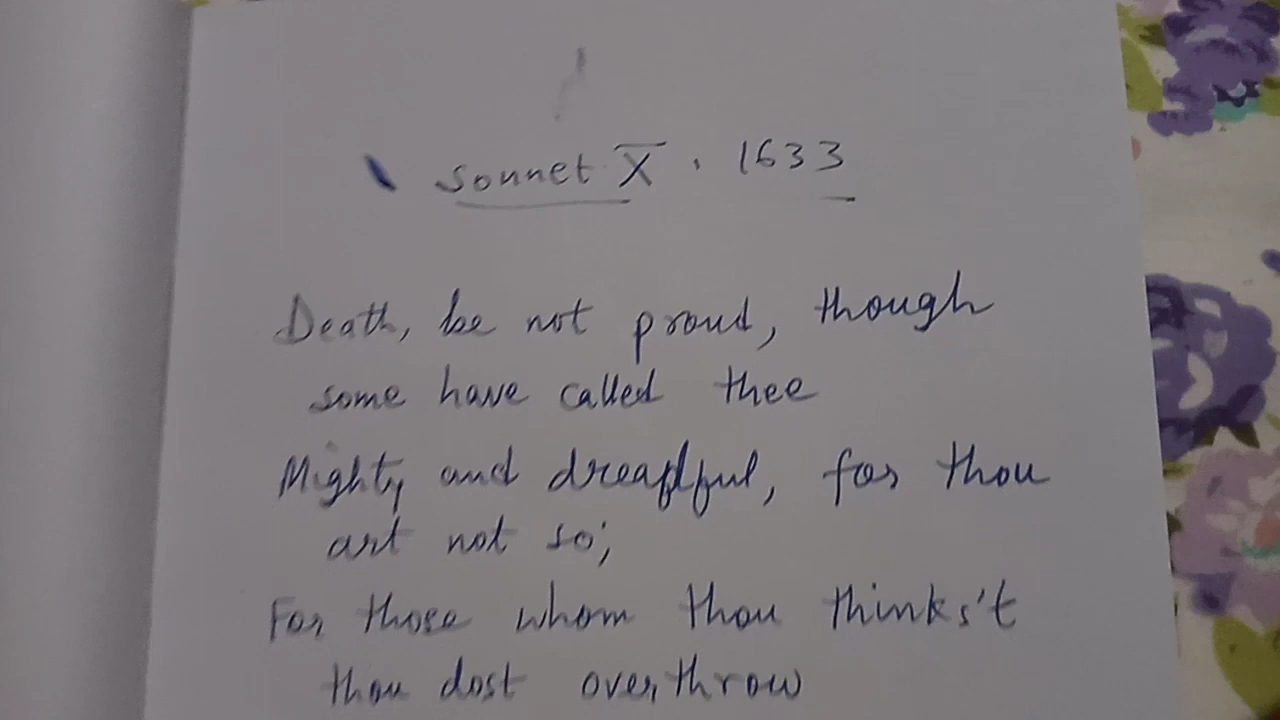 Sonnet X. 1633
Death, be not proud, though
some have called thee
Mighty and dreadful, for thou
art not so;
For those whom thou thinks't
thou dost overthrow